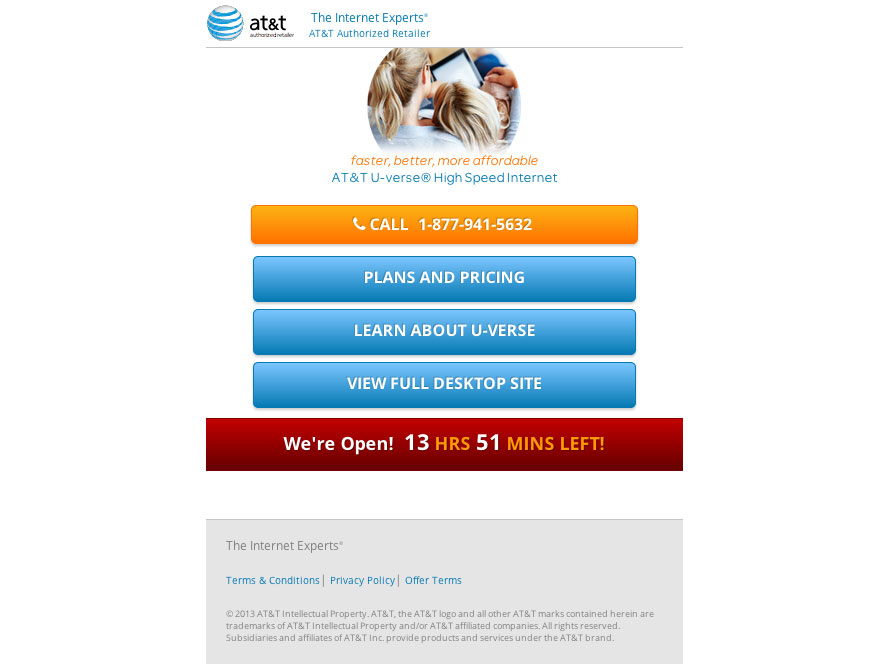 at&t
authorized retailer
The Internet Experts®
AT&T Authorized Retailer
faster, better, more affordable
AT&T U-verse® High Speed Internet
CALL 1-877-941-5632
PLANS AND PRICING
LEARN ABOUT U-VERSE
VIEW FULL DESKTOP SITE
We're Open! 13 HRS 51 MINS LEFT!
The Internet Experts®
Terms & Conditions | Privacy Policy | Offer Terms
© 2013 AT&T Intellectual Property. AT&T, the AT&T logo and all other AT&T marks contained herein are
trademarks of AT&T Intellectual Property and/or AT&T affiliated companies. All rights reserved.
Subsidiaries and affiliates of AT&T Inc. provide products and services under the AT&T brand.